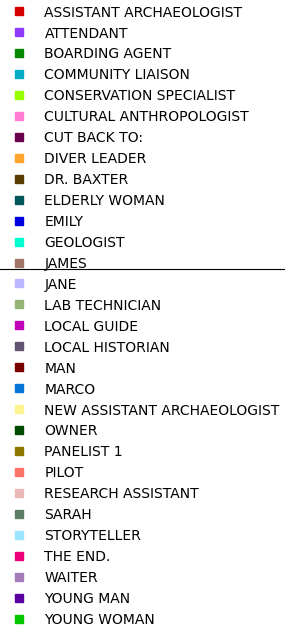 ASSISTANT ARCHAEOLOGIST
ATTENDANT
BOARDING AGENT
COMMUNITY LIAISON
CONSERVATION SPECIALIST
CULTURAL ANTHROPOLOGIST
CUT BACK TO:
DIVER LEADER
DR. BAXTER
ELDERLY WOMAN
EMILY
GEOLOGIST
JAMES
JANE
LAB TECHNICIAN
LOCAL GUIDE
LOCAL HISTORIAN
MAN
MARCO
NEW ASSISTANT ARCHAEOLOGIST
OWNER
PANELIST 1
PILOT
RESEARCH ASSISTANT
SARAH
STORYTELLER
THE END.
WAITER
YOUNG MAN
YOUNG WOMAN